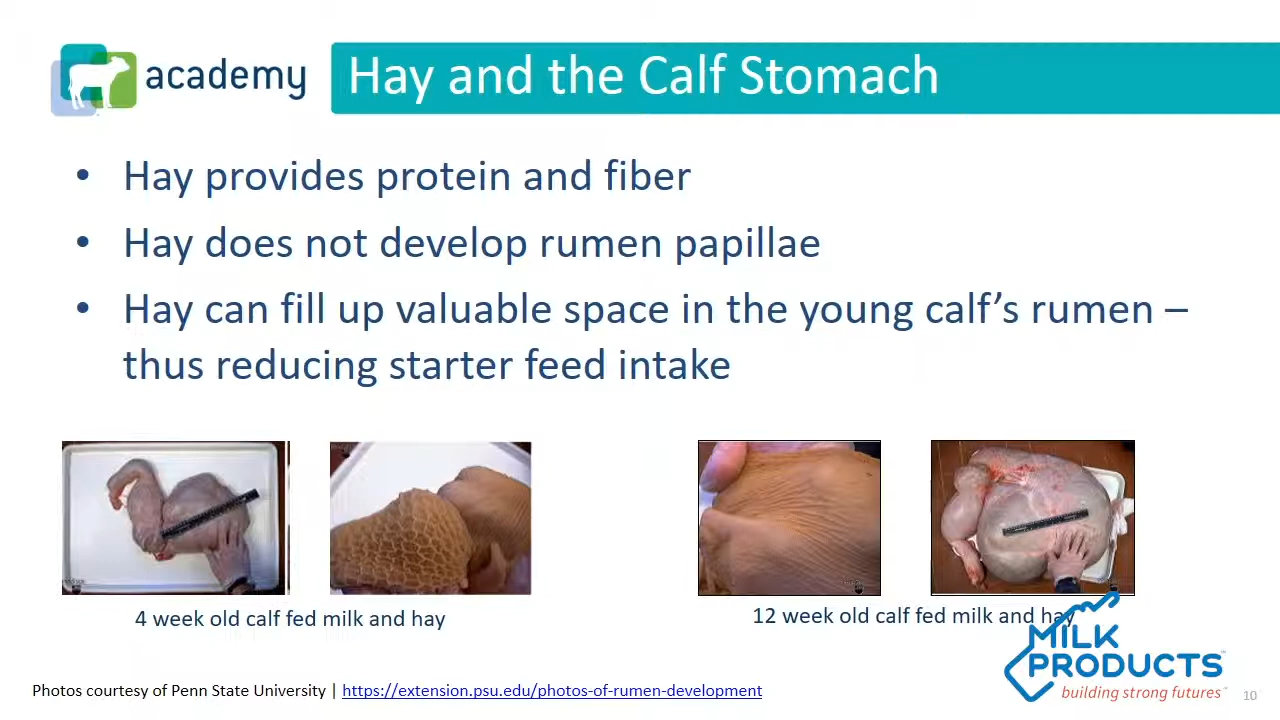 academy
Hay and the Calf Stomach
• Hay provides protein and fiber
• Hay does not develop rumen papillae
• Hay can fill up valuable space in the young calf’s rumen –
thus reducing starter feed intake
4 week old calf fed milk and hay
12 week old calf fed milk and hay
MILK
PRODUCTS
building strong futures™
Photos courtesy of Penn State University | https://extension.psu.edu/photos-of-rumen-development
10